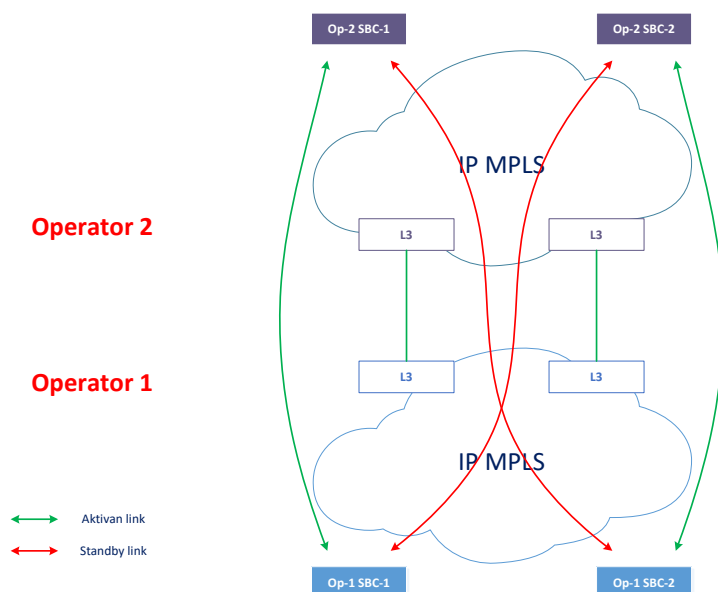 Op-2 SBC-1
Op-2 SBC-2
IP MPLS
Operator 2
L3
L3
Operator 1
L3
L3
IP MPLS
Aktivan link
Standby link
Op-1 SBC-1
Op-1 SBC-2